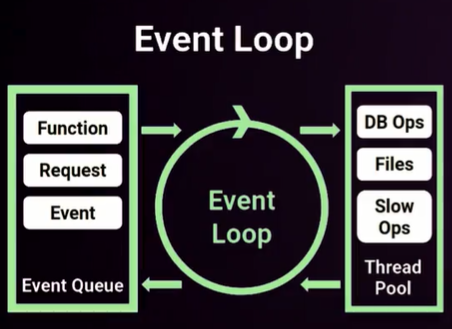 Event Loop
Function
Request
Event
Event Queue
Event
Loop
DB Ops
Files
Slow
Ops
Thread
Pool